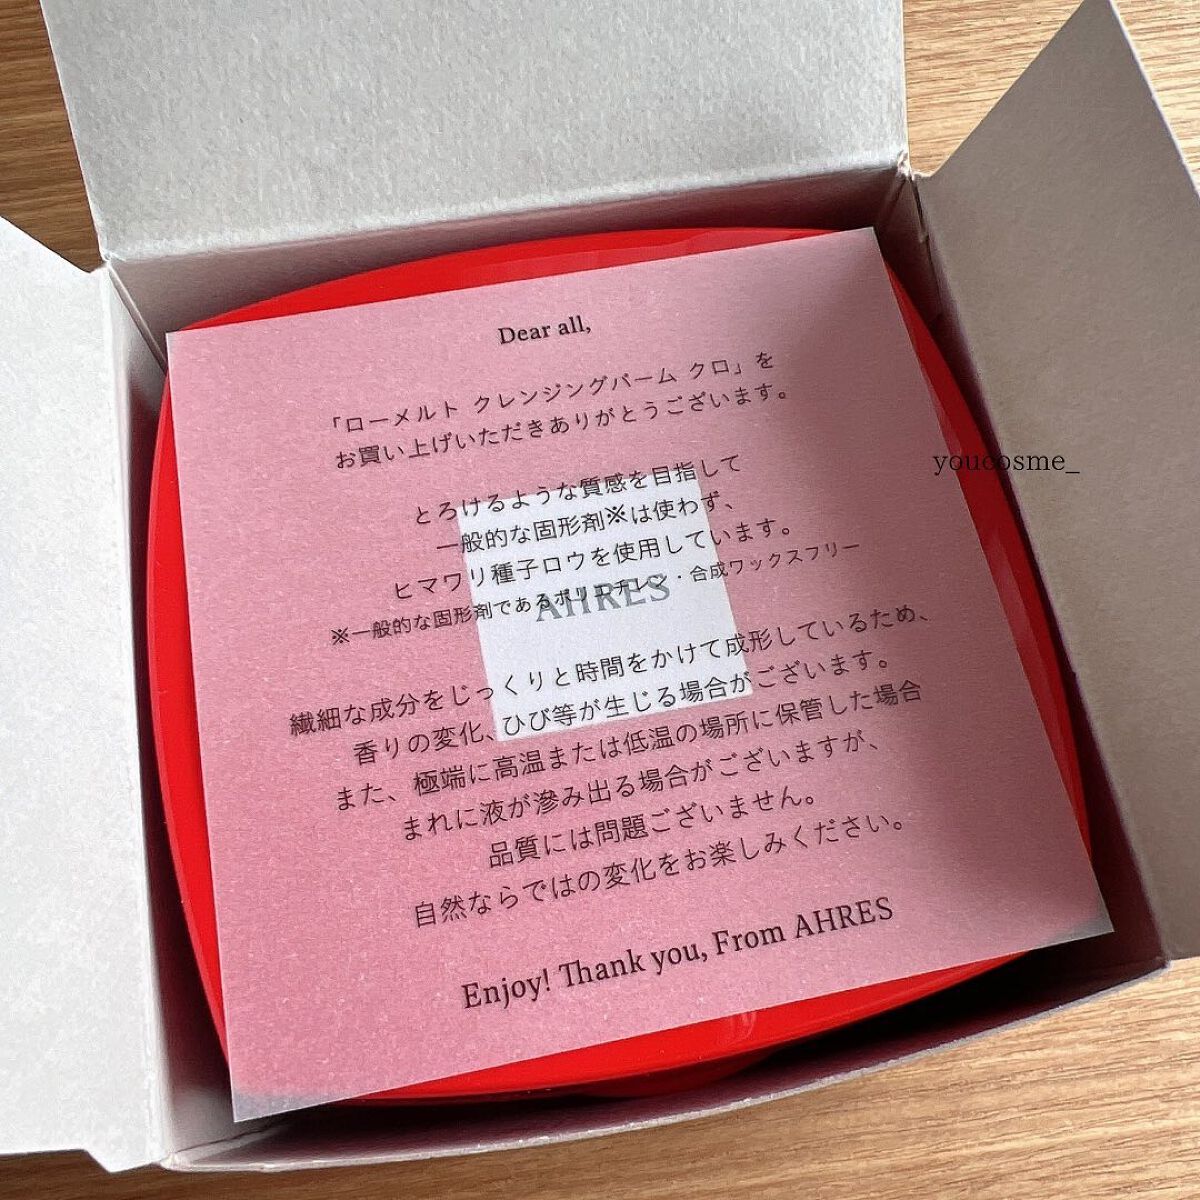 Dear all,
「ローメルト クレンジングバーム クロ」を
お買い上げいただきありがとうございます。
とろけるような質感を目指して
一般的な固形剤※は使わず、
ヒマワリ種子ロウを使用しています。
※一般的な固形剤であるポリエチレン・合成ワックスフリー
AHRES
繊細な成分をじっくりと時間をかけて成形しているため、
香りの変化、ひび等が生じる場合がございます。
また、極端に高温または低温の場所に保管した場合
まれに液が滲み出る場合がございますが、
品質には問題ございません。
自然ならではの変化をお楽しみください。
Enjoy! Thank you, From AHRES
youcosme_